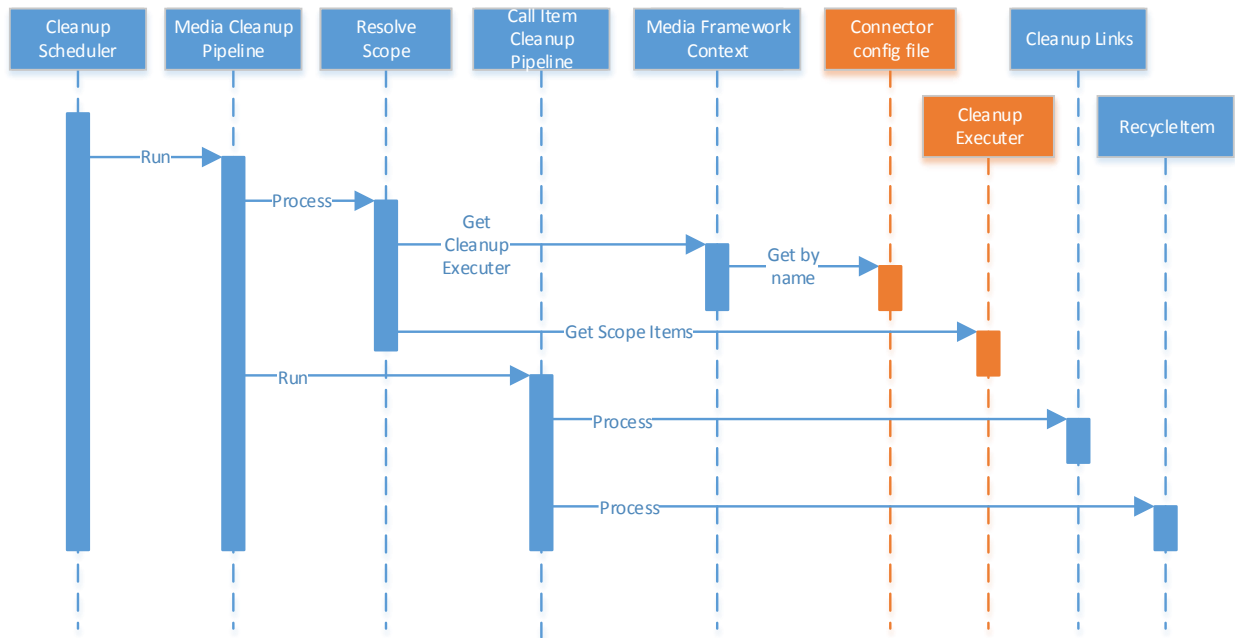 Cleanup
Scheduler
Media Cleanup
Pipeline
Resolve
Scope
Call Item
Cleanup
Pipeline
Media Framework
Context
Connector
config file
Cleanup Links
Cleanup
Executer
RecycleItem
Run
Process
Get
Cleanup
Executer
Get by
name
Get Scope Items
Run
Process
Process